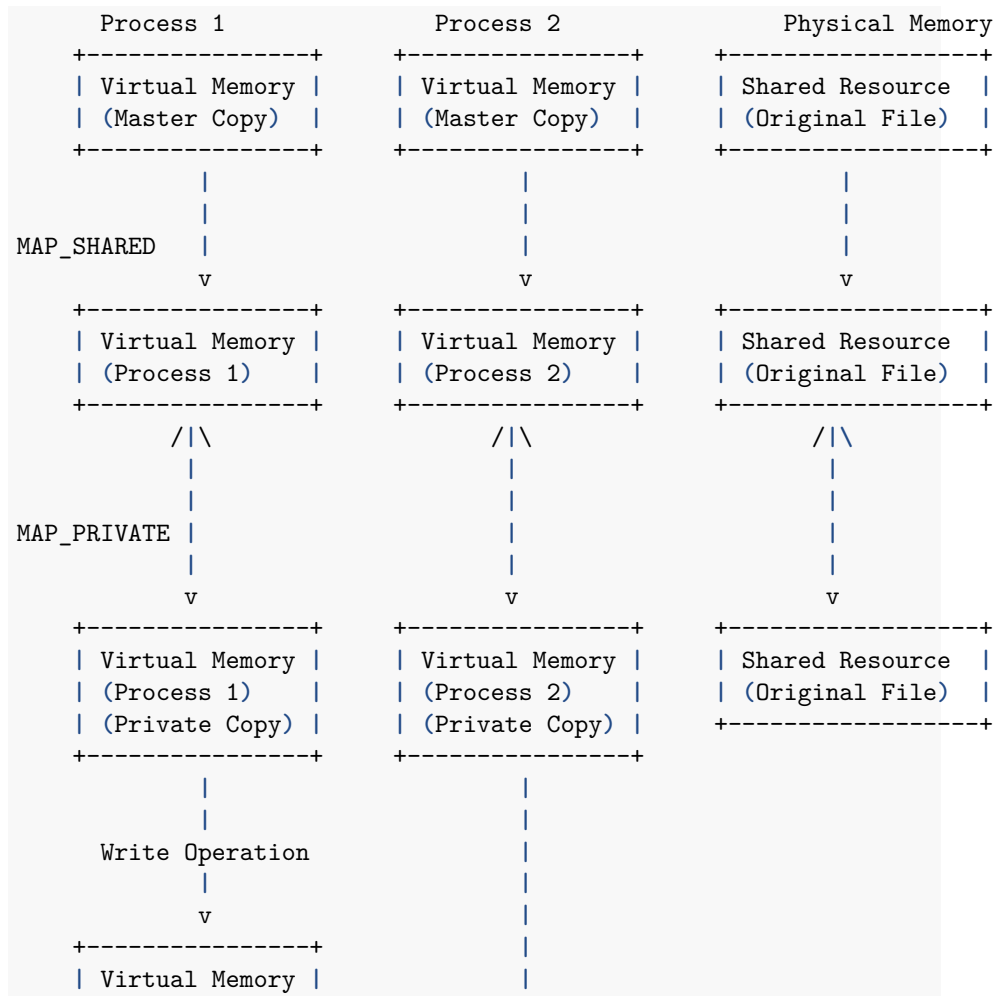 Process 1               Process 2                Physical Memory
    +----------------+     +----------------+     +------------------+
    | Virtual Memory |     | Virtual Memory |     | Shared Resource  |
    | (Master Copy)  |     | (Master Copy)  |     | (Original File)  |
    +----------------+     +----------------+     +------------------+
             |                      |                      |
             |                      |                      |
MAP_SHARED   |                      |                      |
             v                      v                      v
    +----------------+     +----------------+     +------------------+
    | Virtual Memory |     | Virtual Memory |     | Shared Resource  |
    | (Process 1)    |     | (Process 2)    |     | (Original File)  |
    +----------------+     +----------------+     +------------------+
           /|\                    /|\                    /|\
            |                      |                      |
            |                      |                      |
MAP_PRIVATE |                      |                      |
            |                      |                      |
            v                      v                      v
    +----------------+     +----------------+     +------------------+
    | Virtual Memory |     | Virtual Memory |     | Shared Resource  |
    | (Process 1)    |     | (Process 2)    |     | (Original File)  |
    | (Private Copy) |     | (Private Copy) |     +------------------+
    +----------------+     +----------------+
             |                      |
             |                      |
      Write Operation               |
             |                      |
             v                      |
    +----------------+              |
    | Virtual Memory |              |